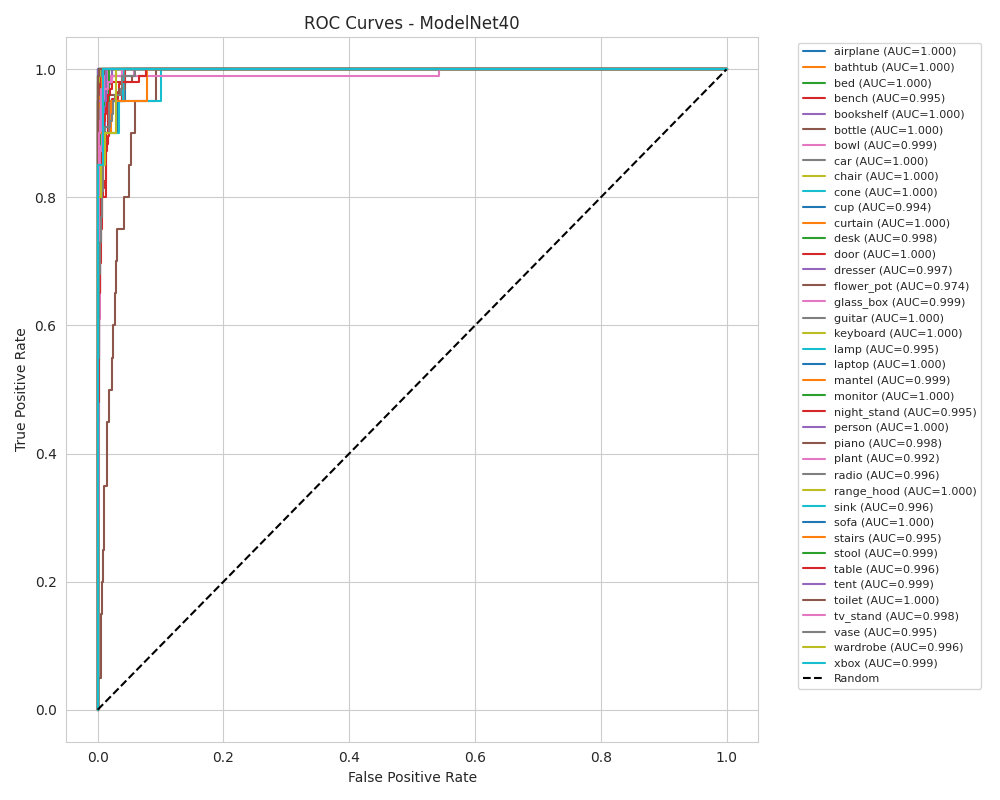 ROC Curves - ModelNet40
True Positive Rate
1.0
0.8
0.6
0.4
0.2
0.0
0.0 0.2 0.4 0.6 0.8 1.0
False Positive Rate
airplane (AUC=1.000)
bathtub (AUC=1.000)
bed (AUC=1.000)
bench (AUC=0.995)
bookshelf (AUC=1.000)
bottle (AUC=1.000)
bowl (AUC=0.999)
car (AUC=1.000)
chair (AUC=1.000)
cone (AUC=1.000)
cup (AUC=0.994)
curtain (AUC=1.000)
desk (AUC=0.998)
door (AUC=1.000)
dresser (AUC=0.997)
flower_pot (AUC=0.974)
glass_box (AUC=0.999)
guitar (AUC=1.000)
keyboard (AUC=1.000)
lamp (AUC=0.995)
laptop (AUC=1.000)
mantel (AUC=0.999)
monitor (AUC=1.000)
night_stand (AUC=0.995)
person (AUC=1.000)
piano (AUC=0.998)
plant (AUC=0.992)
radio (AUC=0.996)
range_hood (AUC=1.000)
sink (AUC=0.996)
sofa (AUC=1.000)
stairs (AUC=0.995)
stool (AUC=0.999)
table (AUC=0.996)
tent (AUC=0.999)
toilet (AUC=1.000)
tv_stand (AUC=0.998)
vase (AUC=0.995)
wardrobe (AUC=0.996)
xbox (AUC=0.999)
Random